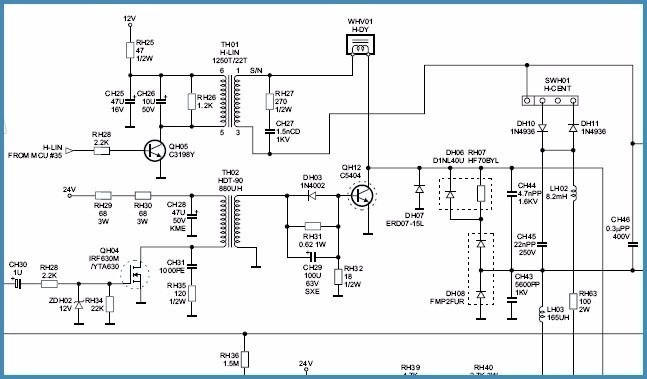 12V
RH25
47
1/2W
TH01
H-LIN
1250T/22T
WHV01
H-DY
6 1 S/N
CH25
47U
16V
CH26
10U
50V
RH26
1.2K
RH27
270
1/2W
CH27
1.5nCD
1KV
5 3
SWH01
H-CENT
DH10
1N4936
DH11
1N4936
H-LIN
FROM MCU #35
RH28
2.2K
QH05
C3198Y
24V
RH29
68
3W
RH30
68
3W
CH28
47U
50V
KME
TH02
HDT-90
880UH
DH03
1N4002
QH12
C5404
DH06
D1NL40U
RH07
HF70BYL
DH07
ERD07-15L
CH44
4.7nPP
1.6KV
LH02
8.2mH
CH45
22nPP
250V
CH46
0.3µPP
400V
RH31
0.62 1W
CH29
100U
63V
SXE
RH32
18
1/2W
QH04
IRF630M
/YTA630
CH31
1000PE
RH35
120
1/2W
CH30
1U
RH28
2.2K
ZDH02
12V
RH34
22K
DH08
FMP2FUR
CH43
5600PP
1KV
LH03
165UH
RH63
100
2W
RH36
1.5M
24V
RH39
RH40